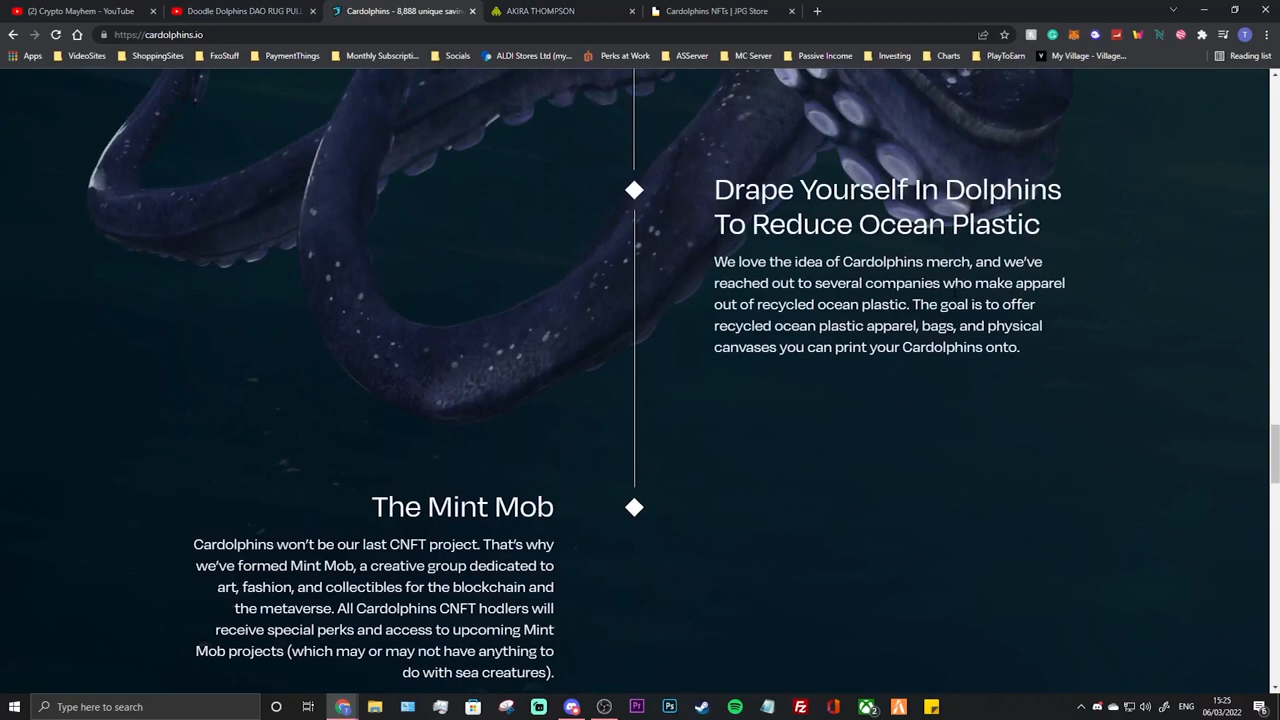 (2) Crypto Mayhem - YouTube
Doodle Dolphins DAO RUG PULL
Cardolphins - 8,888 unique savi
AKIRA THOMPSON
Cardolphins NFTs | JPG Store
https://cardolphins.io
Apps
VideoSites
ShoppingSites
FxoStuff
PaymentThings
Monthly Subscripti...
Socials
ALDI Stores Ltd (my...
Perks at Work
ASServer
MC Server
Passive Income
Investing
Charts
PlayToEarn
My Village - Village...
Reading list
Drape Yourself In Dolphins
To Reduce Ocean Plastic
We love the idea of Cardolphins merch, and we've
reached out to several companies who make apparel
out of recycled ocean plastic. The goal is to offer
recycled ocean plastic apparel, bags, and physical
canvases you can print your Cardolphins onto.
The Mint Mob
Cardolphins won't be our last CNFT project. That's why
we've formed Mint Mob, a creative group dedicated to
art, fashion, and collectibles for the blockchain and
the metaverse. All Cardolphins CNFT hodlers will
receive special perks and access to upcoming Mint
Mob projects (which may or may not have anything to
do with sea creatures).
Type here to search
ENG
15:25
06/03/2022